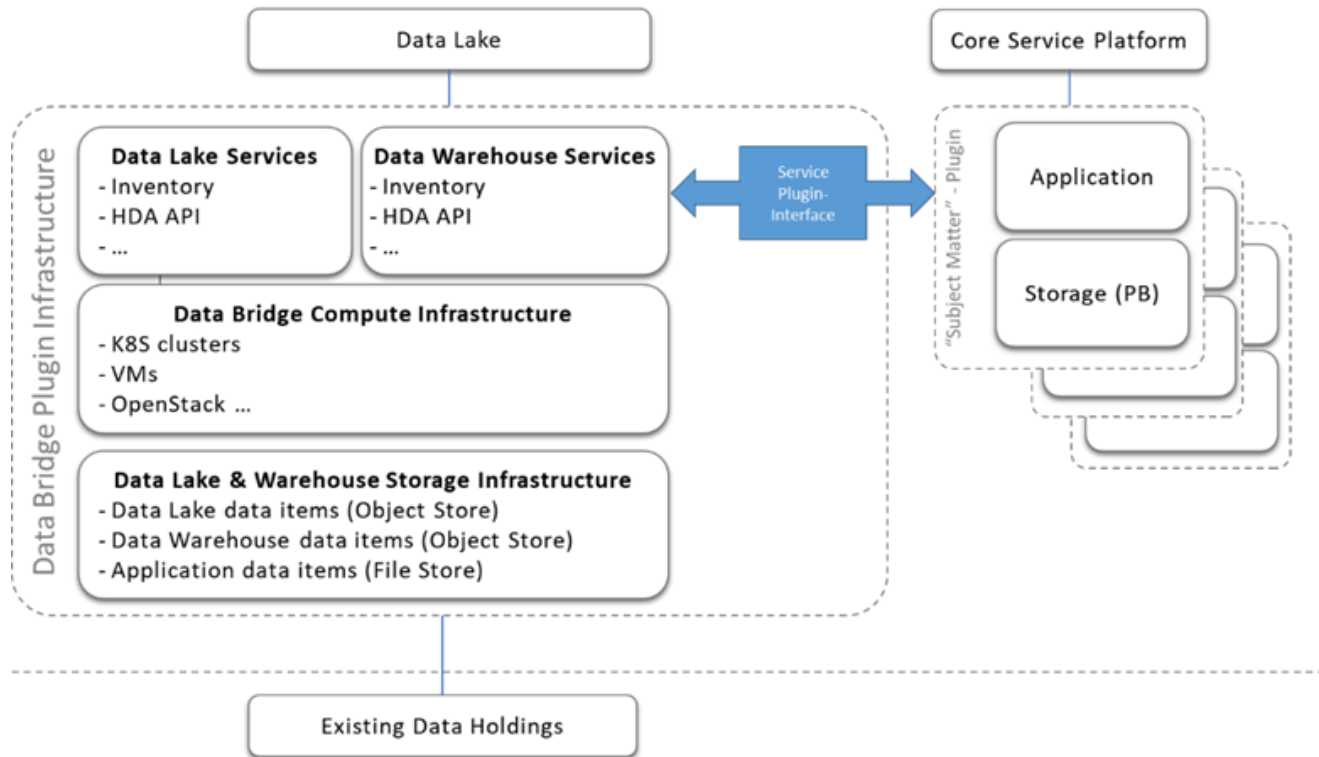 Data Lake
Core Service Platform
Data Bridge Plugin Infrastructure
Data Lake Services
- Inventory
- HDA API
- ...
Data Warehouse Services
- Inventory
- HDA API
- ...
Service
Plugin-
Interface
"Subject Matter" - Plugin
Application
Storage (PB)
Data Bridge Compute Infrastructure
- K8S clusters
- VMs
- OpenStack ...
Data Lake & Warehouse Storage Infrastructure
- Data Lake data items (Object Store)
- Data Warehouse data items (Object Store)
- Application data items (File Store)
Existing Data Holdings